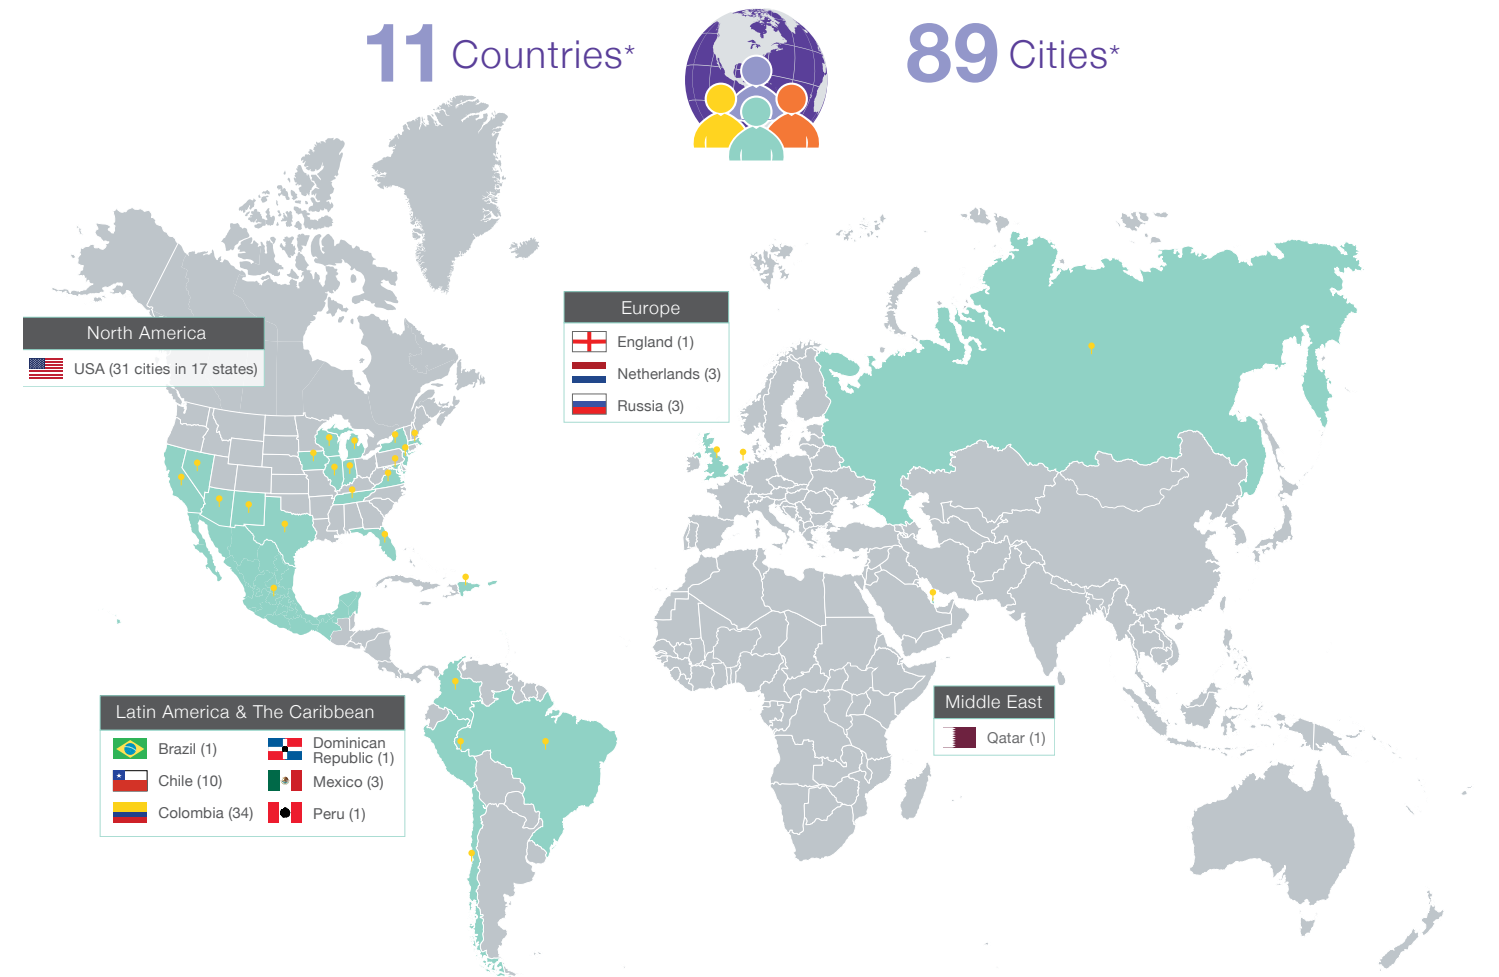 11 Countries*
89 Cities*
North America
USA (31 cities in 17 states)
Europe
England (1)
Netherlands (3)
Russia (3)
Latin America & The Caribbean
Brazil (1)
Chile (10)
Colombia (34)
Dominican
Republic (1)
Mexico (3)
Peru (1)
Middle East
Qatar (1)